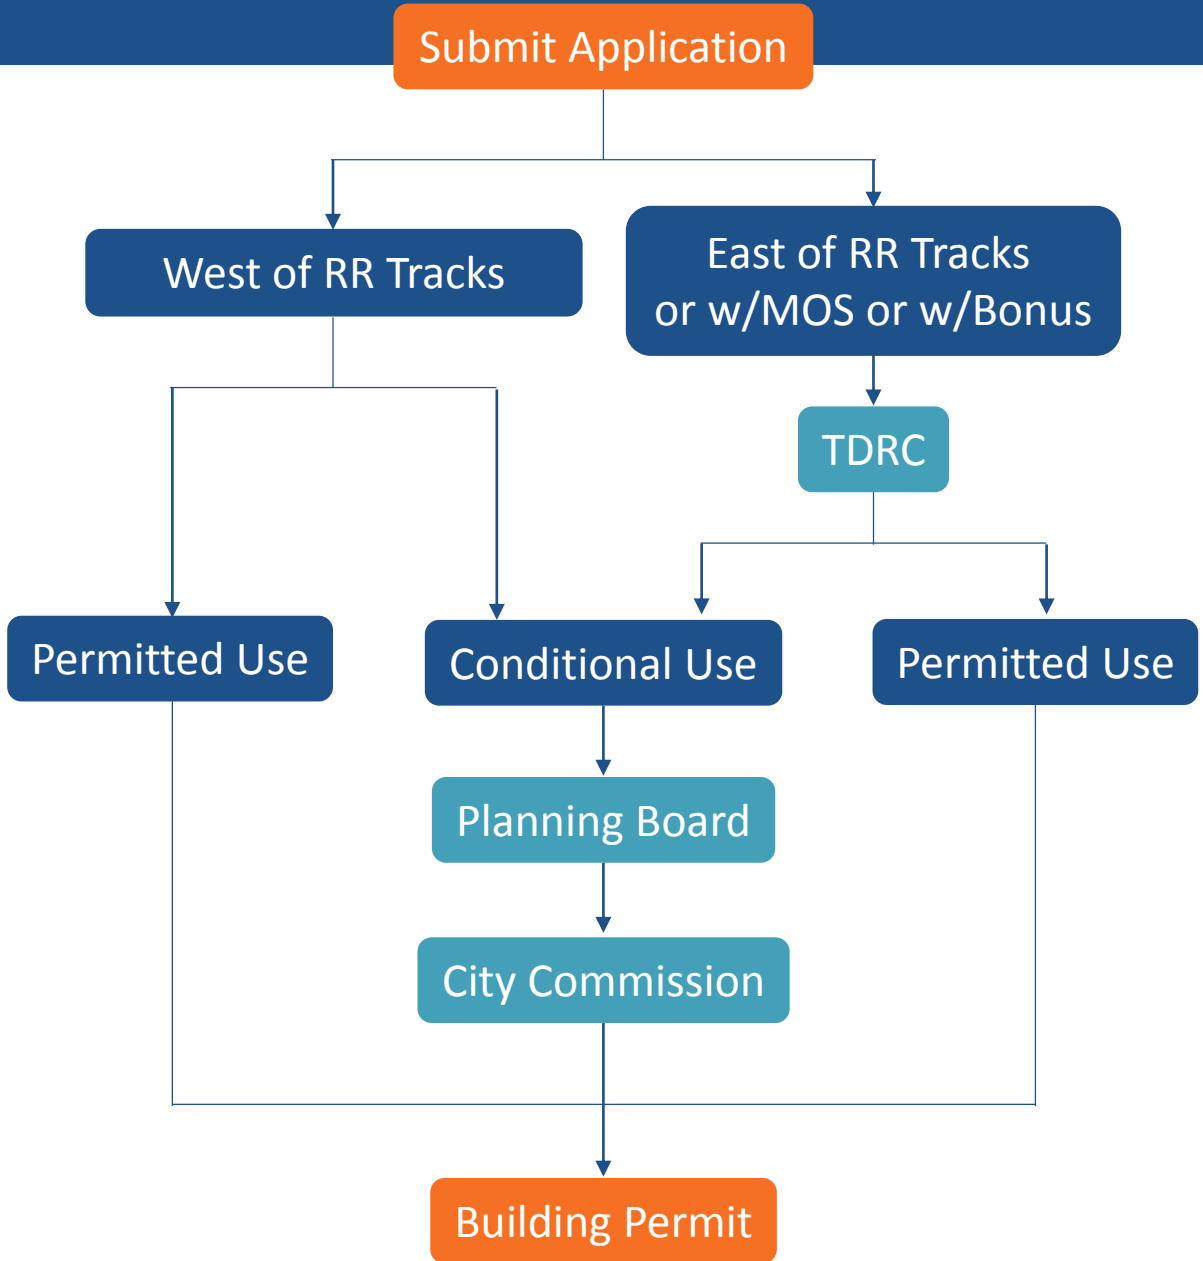 Submit Application
West of RR Tracks
East of RR Tracks
or w/MOS or w/Bonus
TDRC
Permitted Use
Conditional Use
Permitted Use
Planning Board
City Commission
Building Permit